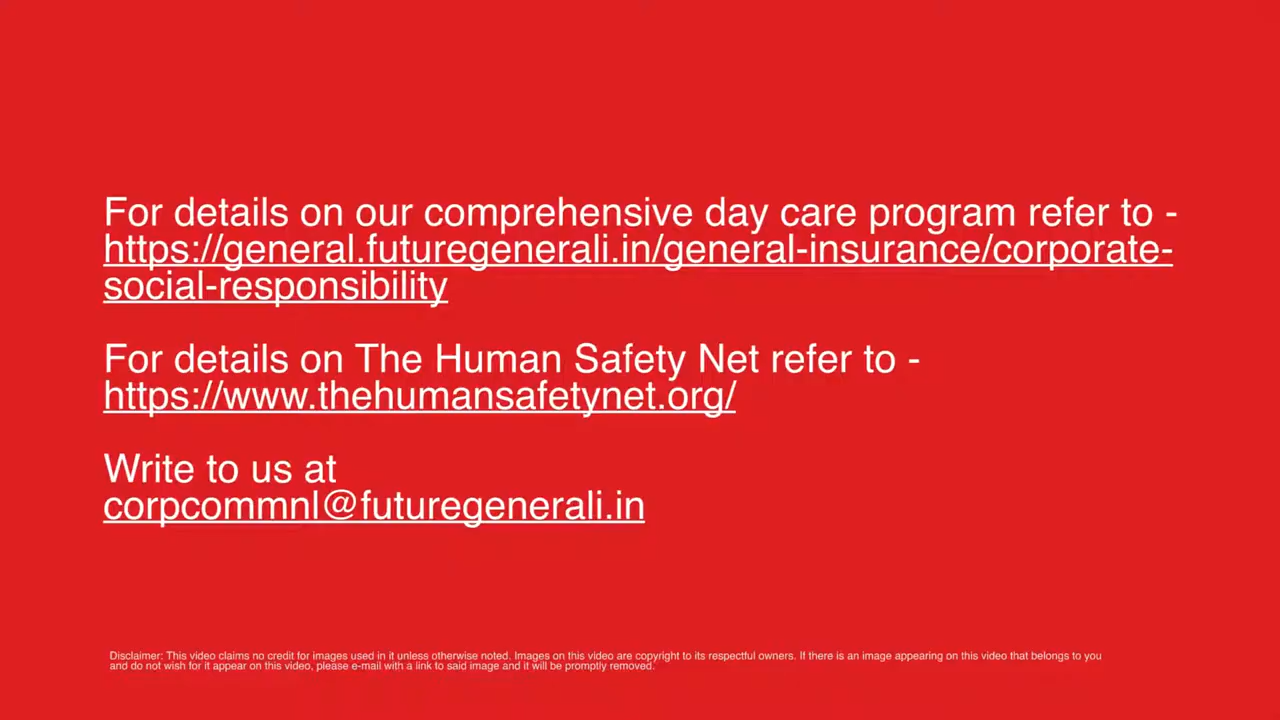 For details on our comprehensive day care program refer to -
https://general.futuregenerali.in/general-insurance/corporate-
social-responsibility
For details on The Human Safety Net refer to -
https://www.thehumansafetynet.org/
Write to us at
corpcommnl@futuregenerali.in
Disclaimer: This video claims no credit for images used in it unless otherwise noted. Images on this video are copyright to its respectful owners. If there is an image appearing on this video that belongs to you
and do not wish for it appear on this video, please e-mail with a link to said image and it will be promptly removed.